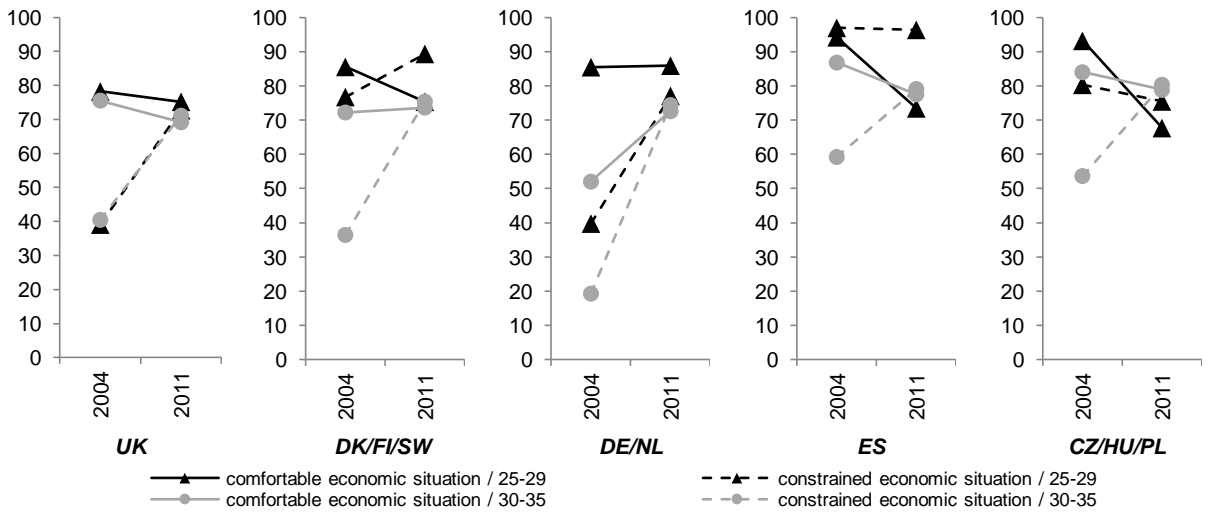 100 100 100 100 100
90 90 90 90 90
80 80 80 80 80
70 70 70 70 70
60 60 60 60 60
50 50 50 50 50
40 40 40 40 40
30 30 30 30 30
20 20 20 20 20
10 10 10 10 10
0 0 0 0 0
2004 2011 2004 2011 2004 2011 2004 2011 2004 2011
UK DK/FI/SW DE/NL ES CZ/HU/PL
comfortable economic situation / 25-29 constrained economic situation / 25-29
comfortable economic situation / 30-35 constrained economic situation / 30-35